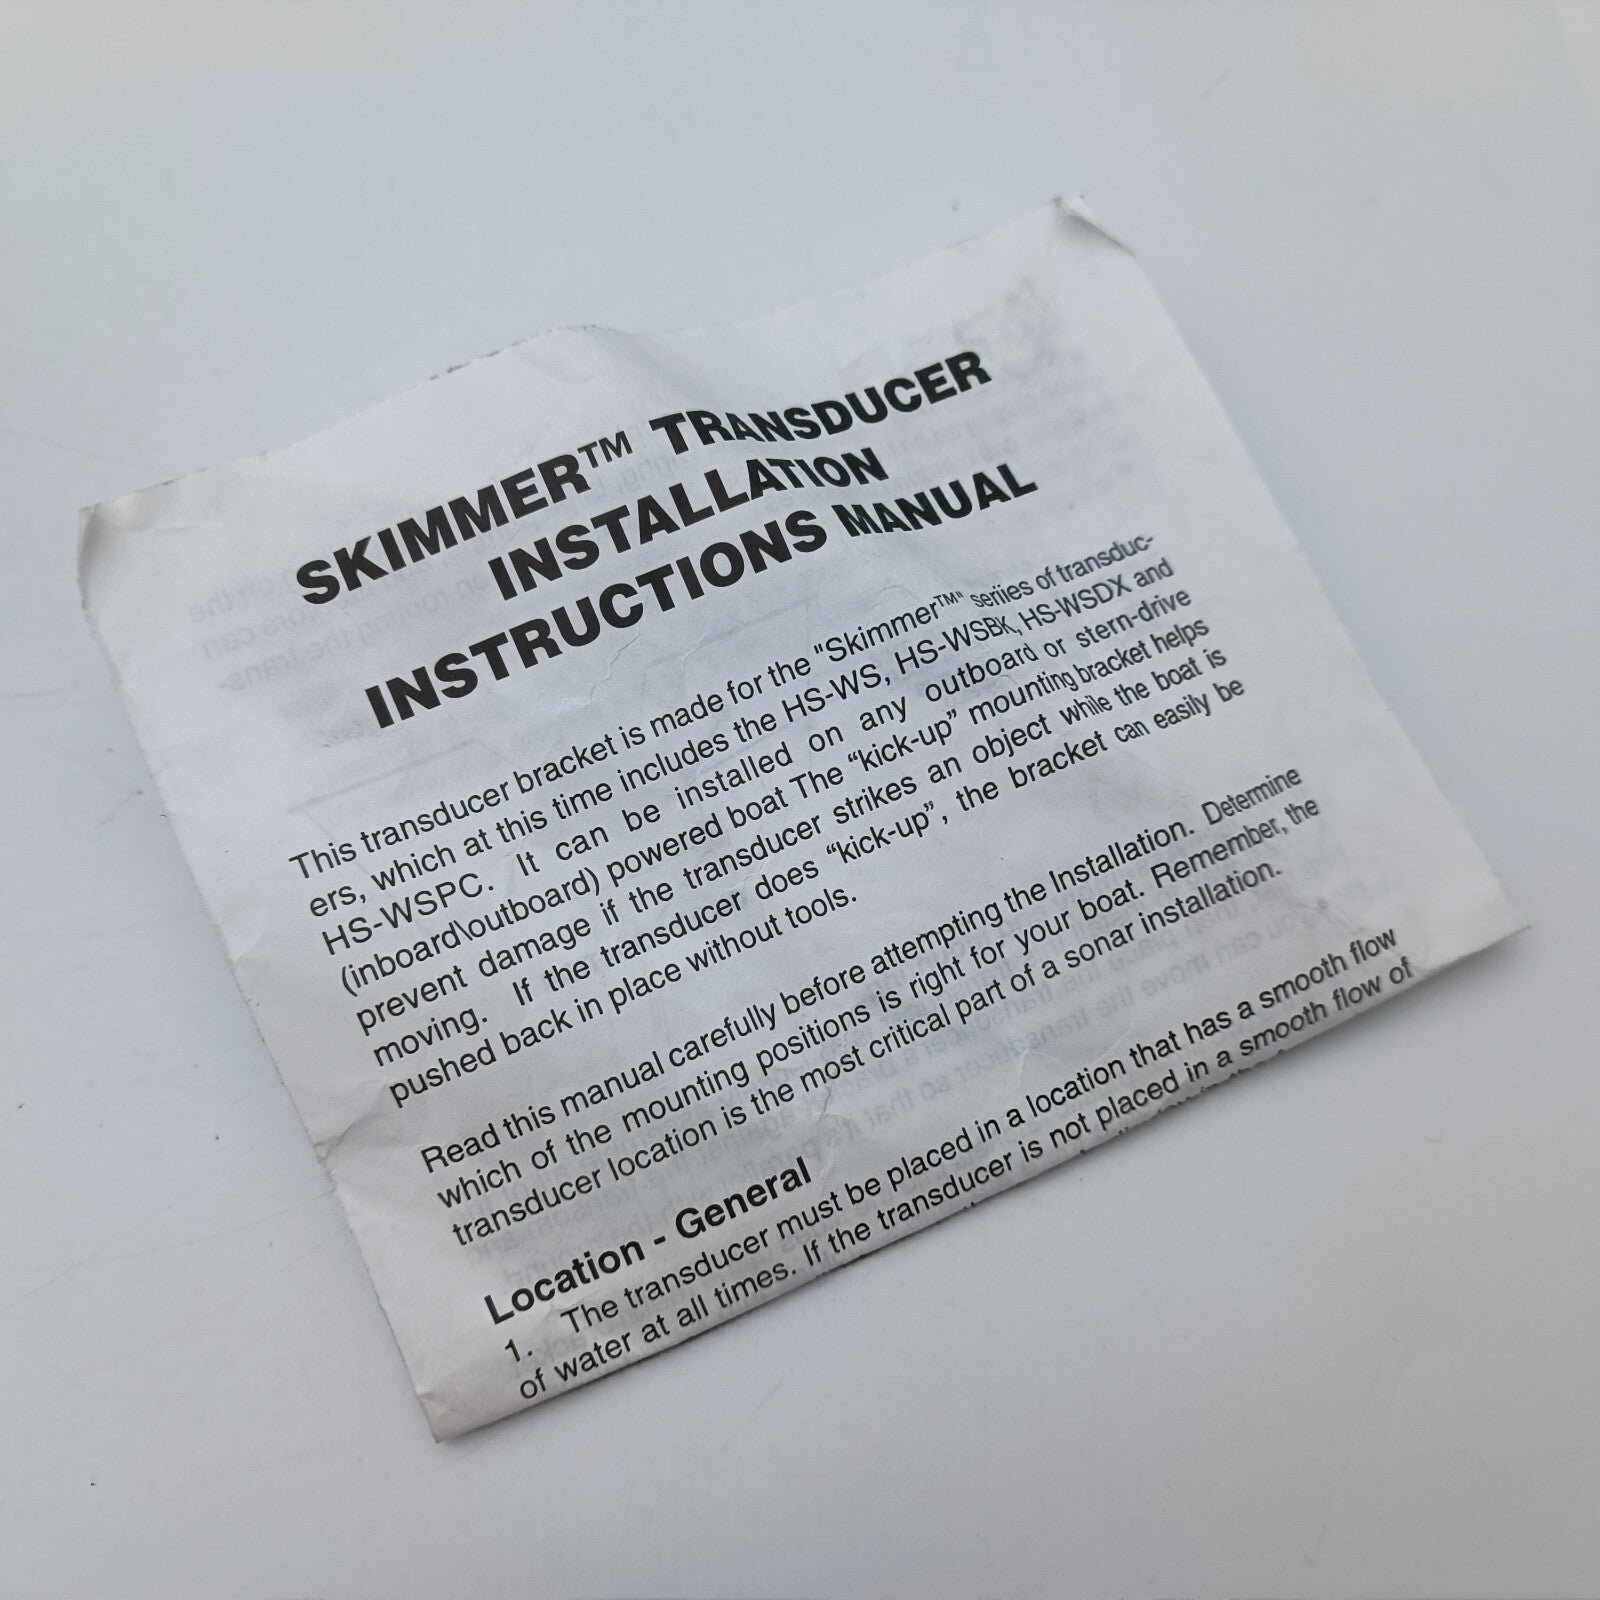 SKIMMER™ TRANSDUCER
INSTALLATION
INSTRUCTIONS MANUAL
This transducer bracket is made for the "Skimmer™" seriies of transduc-
ers, which at this time includes the HS-WS, HS-WSBK, HS-WSDX and
HS-WSPC. It can be installed on any outboard or stern-drive
(inboard\outboard) powered boat The “kick-up” mounting bracket helps
prevent damage if the transducer strikes an object while the boat is
moving. If the transducer does “kick-up”, the bracket can easily be
pushed back in place without tools.
Read this manual carefully before attempting the Installation. Determine
which of the mounting positions is right for your boat. Remember, the
transducer location is the most critical part of a sonar installation.
Location - General
1. The transducer must be placed in a location that has a smooth flow
of water at all times. If the transducer is not placed in a smooth flow of